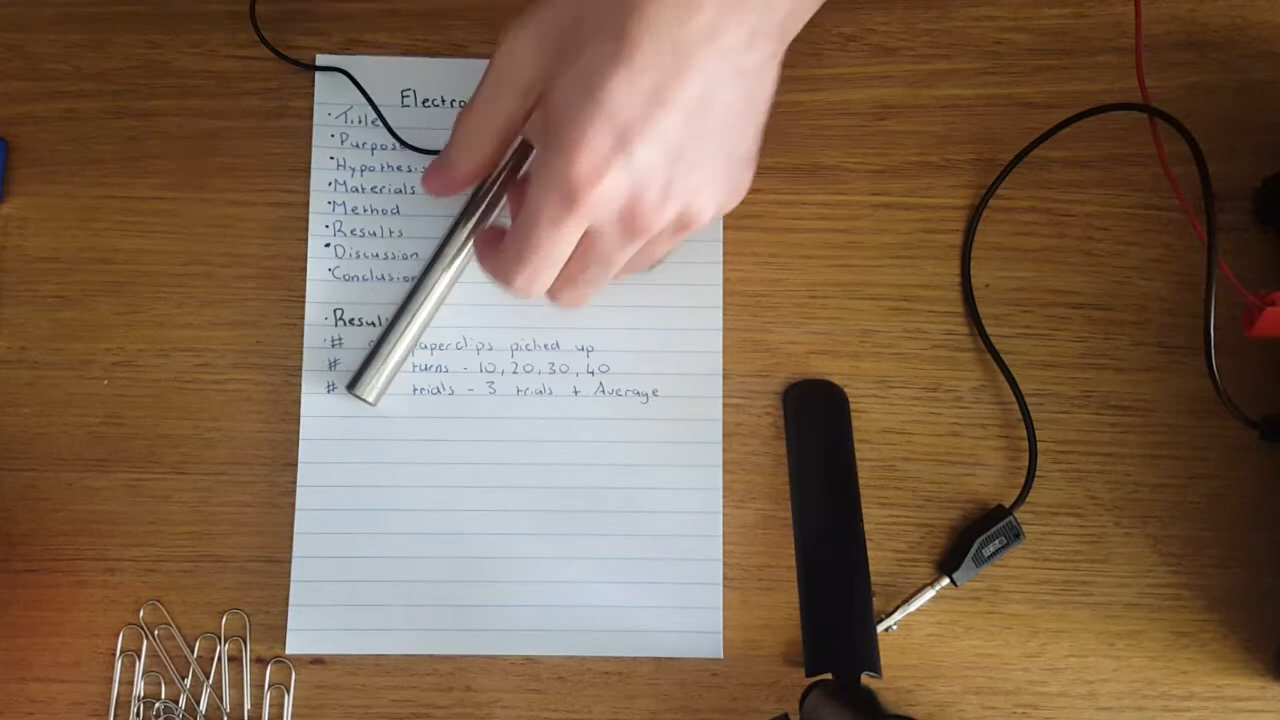 Electro
· Title
· Purpose
· Hypothesis
· Materials
· Method
· Results
· Discussion
· Conclusion
· Resul
· # paperclips picked up
# turns - 10, 20, 30, 40
# trials - 3 trials + Average